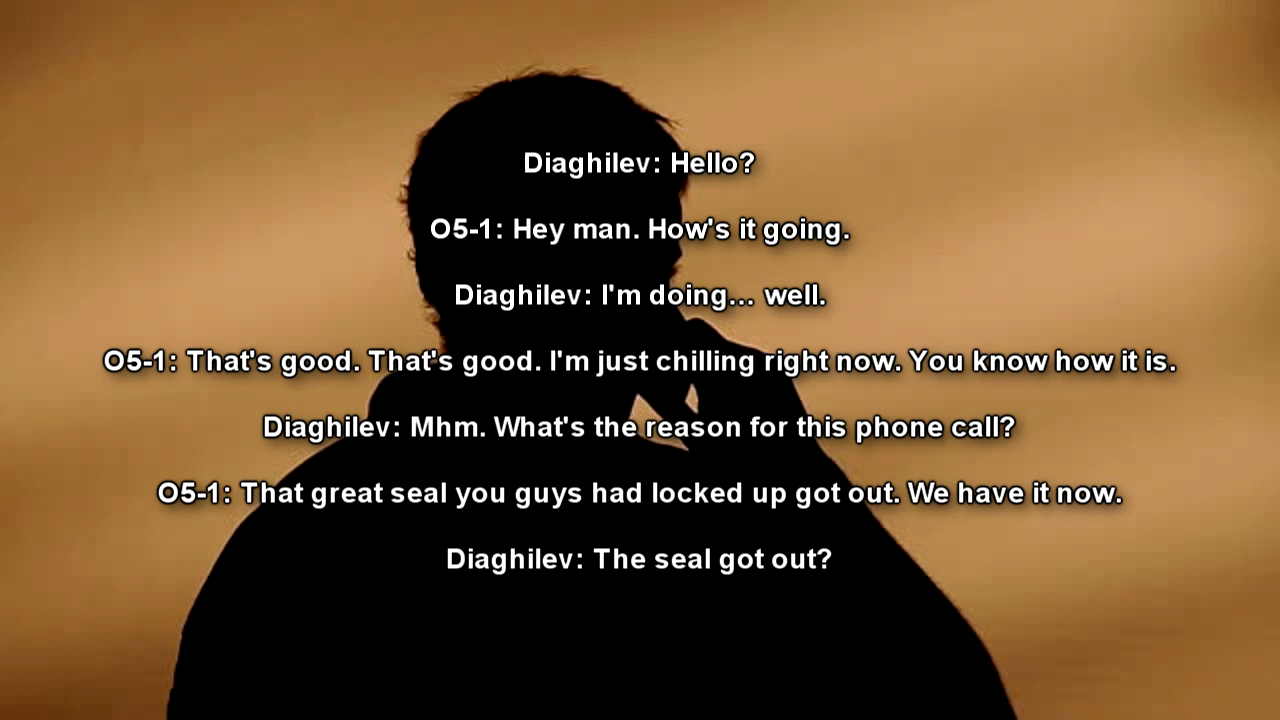 Diaghilev: Hello?
O5-1: Hey man. How's it going.
Diaghilev: I'm doing... well.
O5-1: That's good. That's good. I'm just chilling right now. You know how it is.
Diaghilev: Mhm. What's the reason for this phone call?
O5-1: That great seal you guys had locked up got out. We have it now.
Diaghilev: The seal got out?